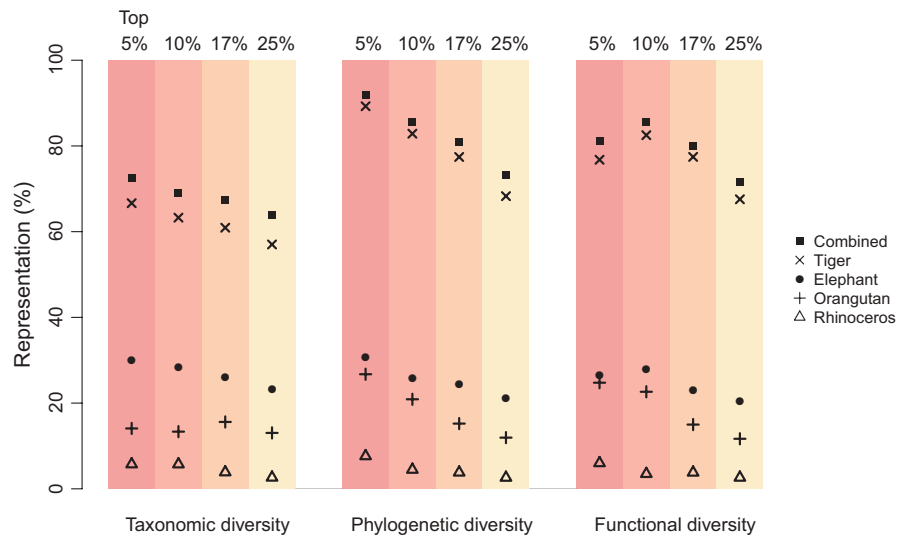 Top
5% 10% 17% 25% 5% 10% 17% 25% 5% 10% 17% 25%
100
80
60
40
20
0
Representation (%)
Combined
Tiger
Elephant
Orangutan
Rhinoceros
Taxonomic diversity Phylogenetic diversity Functional diversity